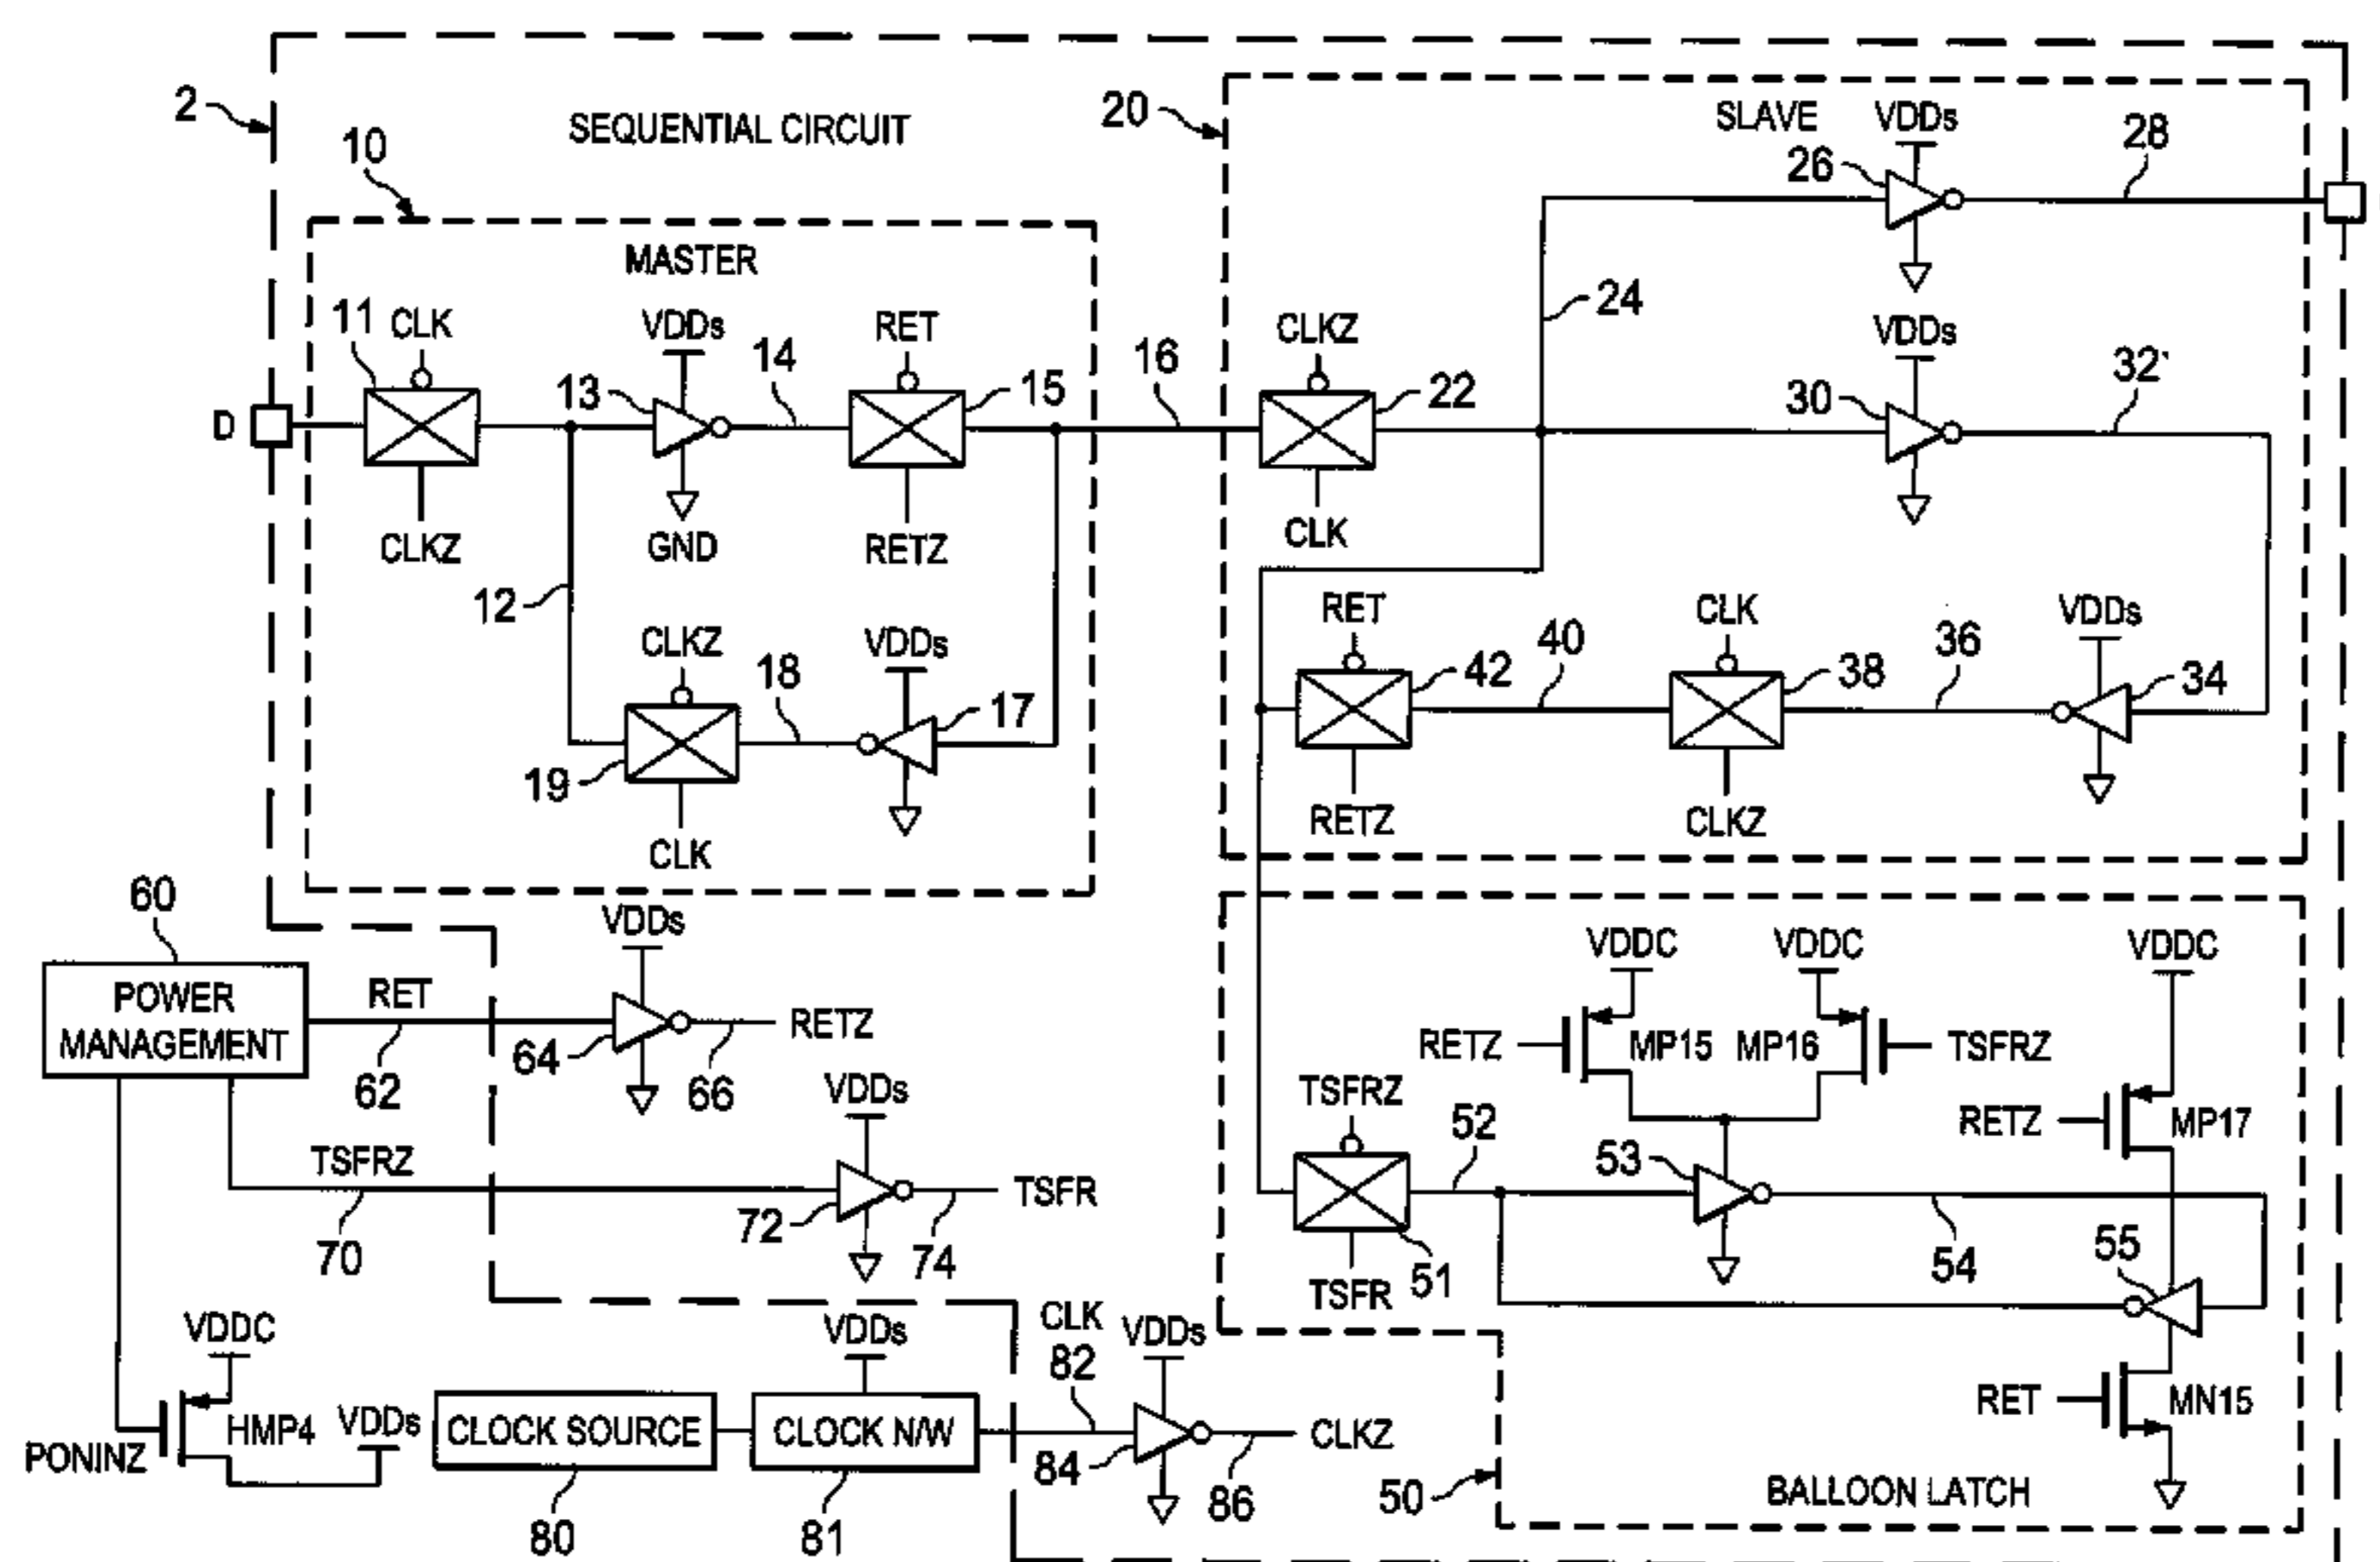 2
SEQUENTIAL CIRCUIT
20
SLAVE
VDDs
28
10
26
MASTER
11
CLK
VDDs
14
RET
15
16
CLKZ
22
24
VDDs
32'
D
13
30
CLKZ
GND
RETZ
CLK
12
CLKZ
18
VDDs
17
RET
42
40
CLK
38
36
VDDs
34
19
CLK
RETZ
CLKZ
60
POWER
MANAGEMENT
RET
62
VDDs
64
66
RETZ
VDDC
VDDC
VDDC
RETZ
MP15
MP16
TSFRZ
TSFRZ
70
VDDs
72
74
TSFR
TSFRZ
52
53
RETZ
MP17
TSFR
51
54
55
VDDC
PONINZ
HMP4
VDDs
CLOCK SOURCE
80
VDDs
CLOCK N/W
81
CLK
82
VDDs
84
86
CLKZ
RET
MN15
50
BALLOON LATCH